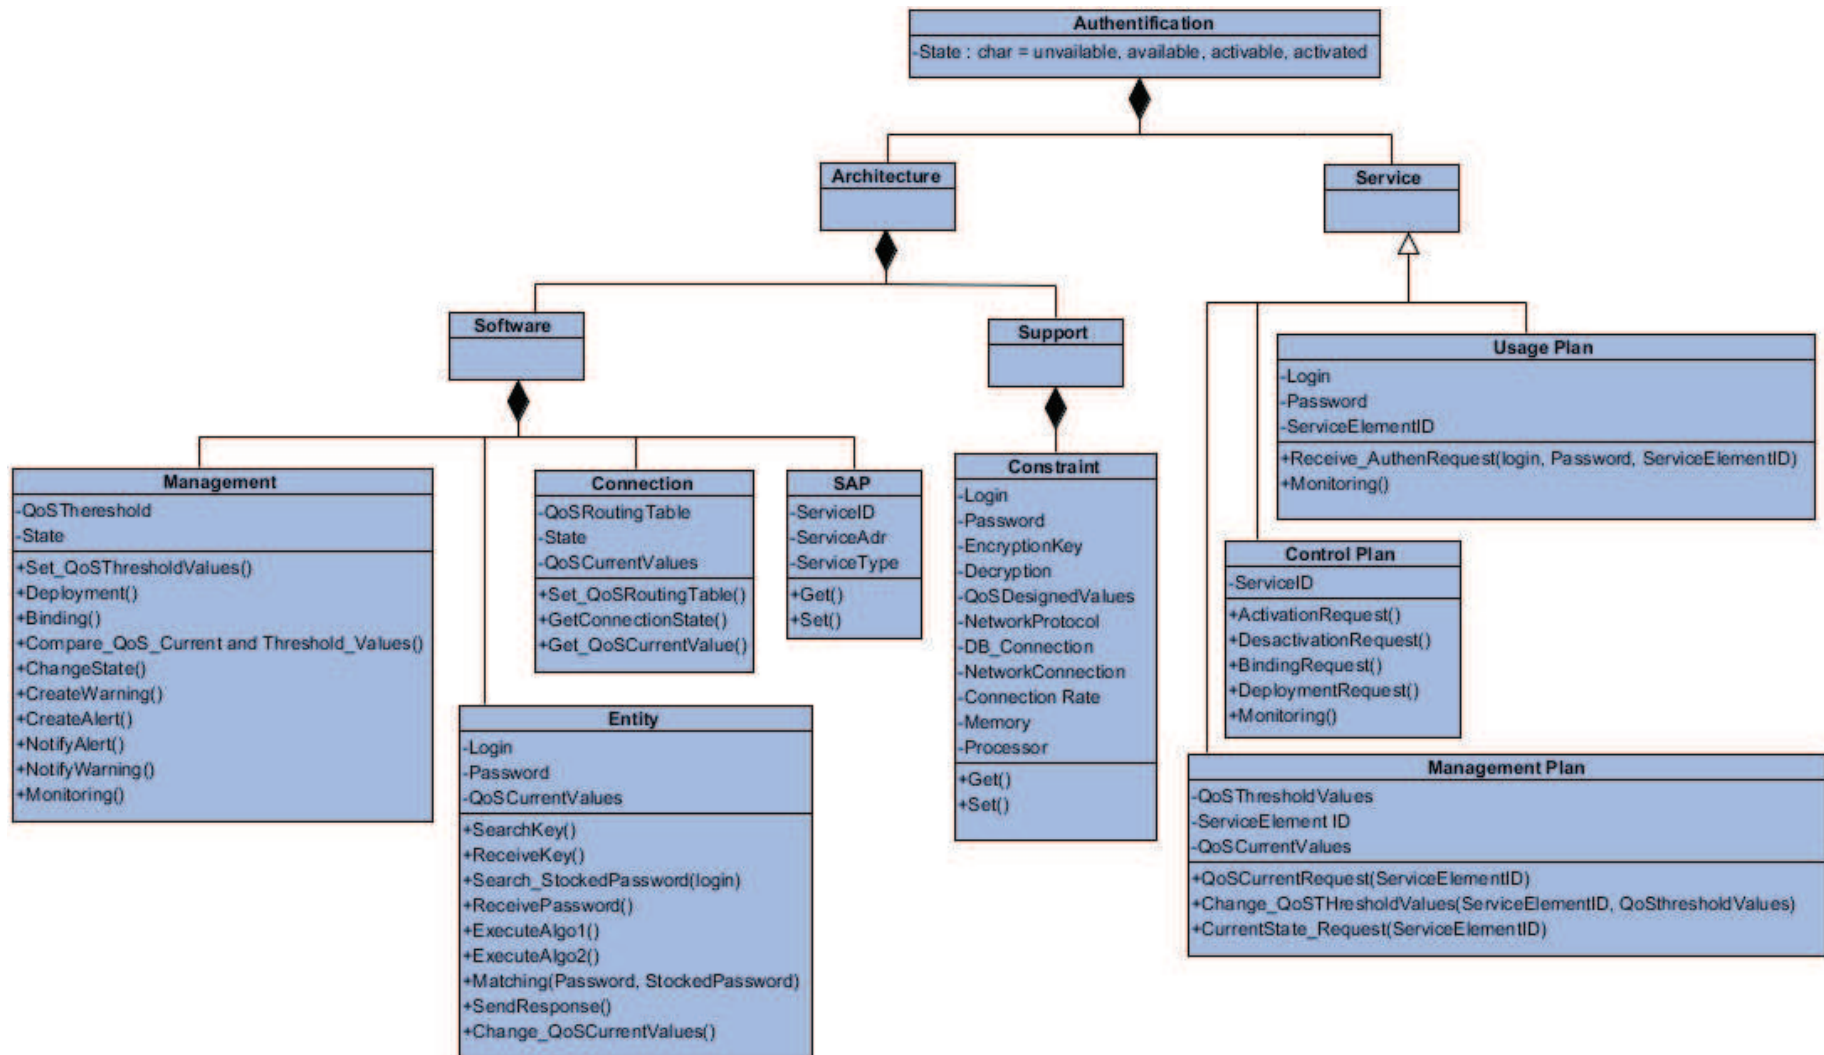 Authentification
-State : char = unvailable, available, activable, activated
Architecture
Service
Software
Support
Usage Plan
-Login
-Password
-ServiceElementID
+Receive_AuthenRequest(login, Password, ServiceElementID)
+Monitoring()
Management
-QoSThereshold
-State
+Set_QoSThresholdValues()
+Deployment()
+Binding()
+Compare_QoS_Current and Threshold_Values()
+ChangeState()
+CreateWarning()
+CreateAlert()
+NotifyAlert()
+NotifyWarning()
+Monitoring()
Connection
-QoSRoutingTable
-State
-QoSCurrentValues
+Set_QoSRoutingTable()
+GetConnectionState()
+Get_QoSCurrentValue()
SAP
-ServiceID
-ServiceAdr
-ServiceType
+Get()
+Set()
Constraint
-Login
-Password
-EncryptionKey
-Decryption
-QoSDesignedValues
-NetworkProtocol
-DB_Connection
-NetworkConnection
-Connection Rate
-Memory
-Processor
+Get()
+Set()
Control Plan
-ServiceID
+ActivationRequest()
+DesactivationRequest()
+BindingRequest()
+DeploymentRequest()
+Monitoring()
Entity
-Login
-Password
-QoSCurrentValues
+SearchKey()
+ReceiveKey()
+Search_StockedPassword(login)
+ReceivePassword()
+ExecuteAlgo1()
+ExecuteAlgo2()
+Matching(Password, StockedPassword)
+SendResponse()
+Change_QoSCurrentValues()
Management Plan
-QoSThresholdValues
-ServiceElement ID
-QoSCurrentValues
+QoSCurrentRequest(ServiceElementID)
+Change_QoSTHresholdValues(ServiceElementID, QoSthresholdValues)
+CurrentState_Request(ServiceElementID)